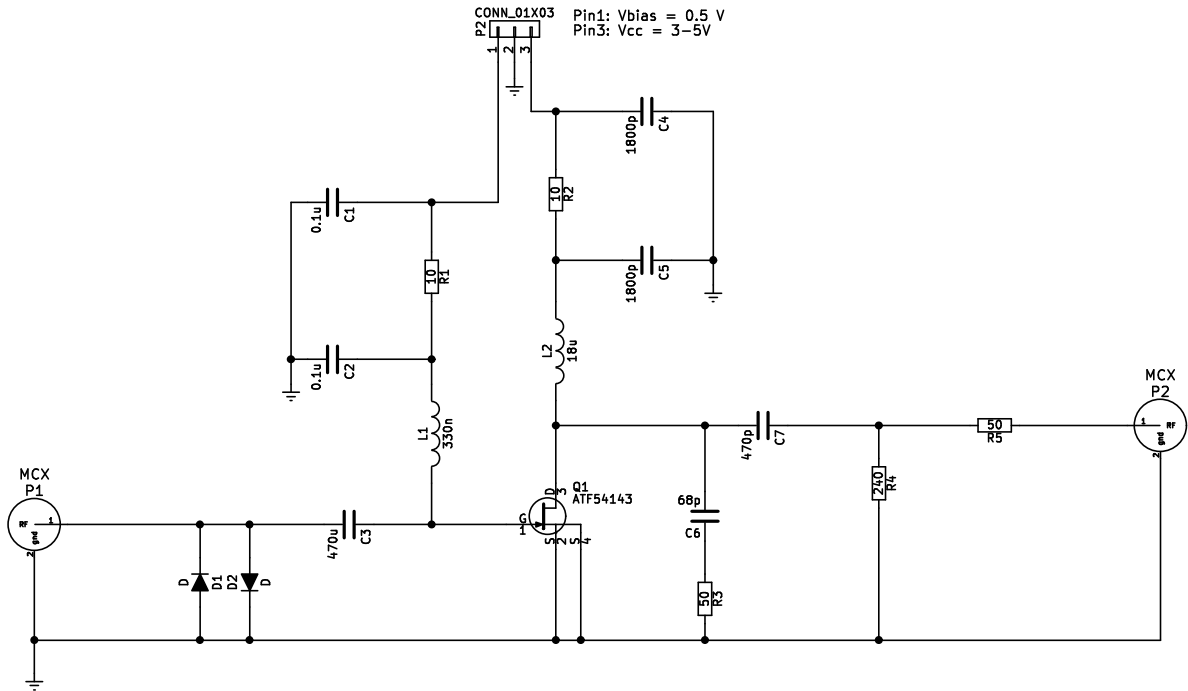 CONN_01X03
Pin1: Vbias = 0.5 V
P2
Pin3: Vcc = 3-5V
1
2
3
1800p
C4
10
R2
0.1u
C1
1800p
C5
10
R1
0.1u
C2
L2
18u
L1
330n
MCX
P2
1
RF
gnd
2
470p
C7
50
R5
MCX
P1
RF
1
gnd
2
470u
C3
Q1
ATF54143
D
3
G
1
S
2
S
4
68p
C6
240
R4
D
D1
D2
D
50
R3